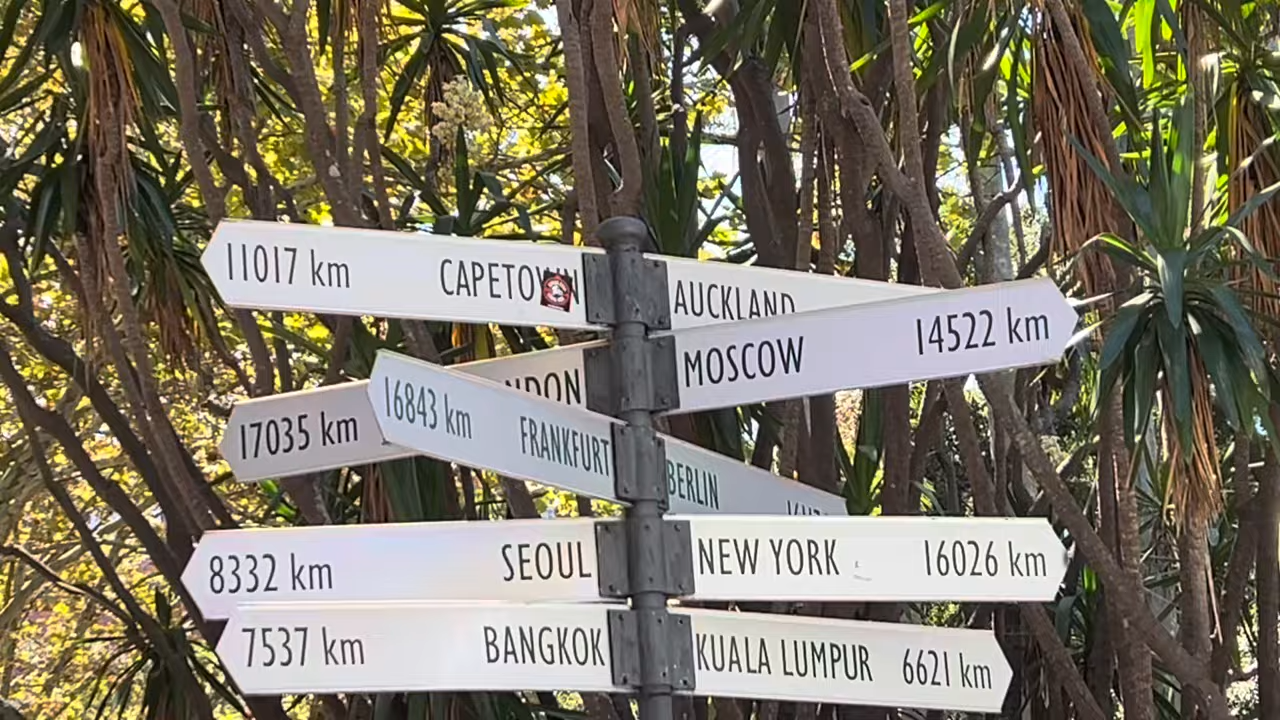 11017 km CAPETOWN
AUCKLAND
MOSCOW 14522 km
17035 km NDON
16843 km FRANKFURT
BERLIN
8332 km SEOUL
NEW YORK 16026 km
7537 km BANGKOK
KUALA LUMPUR 6621 km